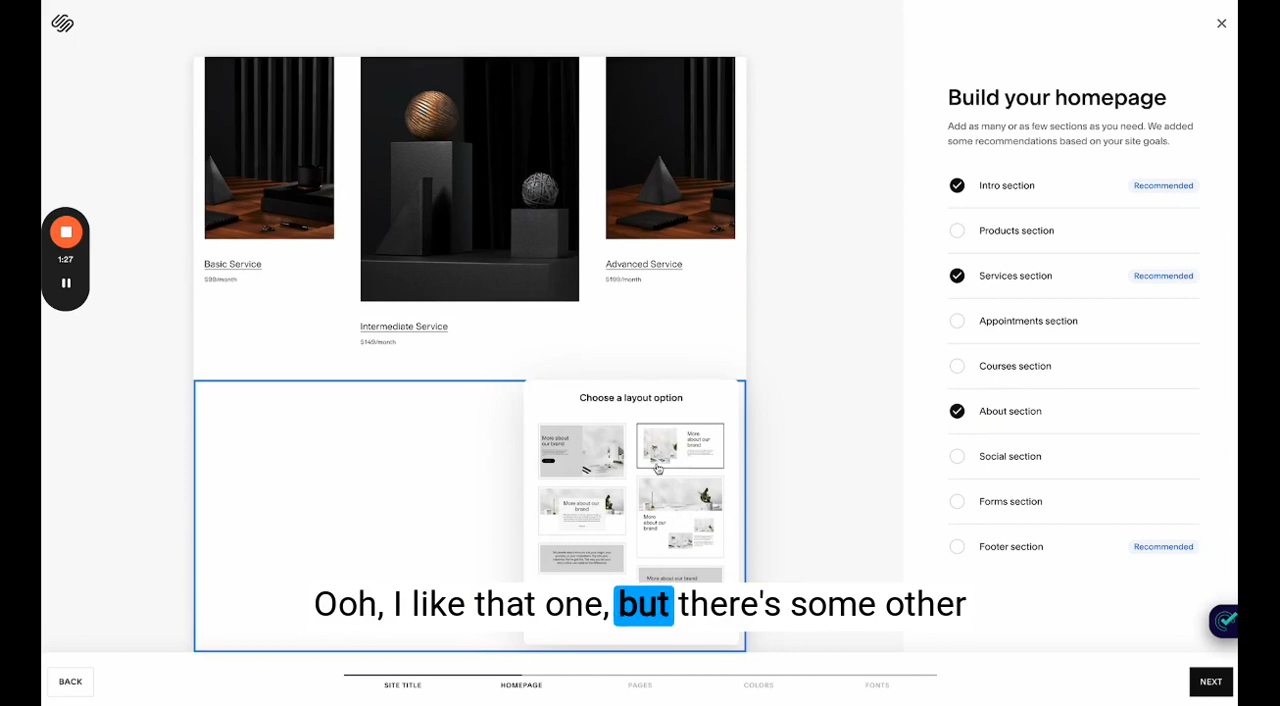 Build your homepage
Add as many or as few sections as you need. We added
some recommendations based on your site goals.
Intro section
Recommended
Products section
Services section
Recommended
Appointments section
Courses section
About section
Social section
Forms section
Footer section
Recommended
1:27
Basic Service
$99/month
Intermediate Service
$149/month
Advanced Service
$199/month
Choose a layout option
More about
our brand
More
about our
brand
More about our
brand
More
about our
brand
More about our brand
Ooh, I like that one, but there's some other
BACK
SITE TITLE
HOMEPAGE
PAGES
COLORS
FONTS
NEXT